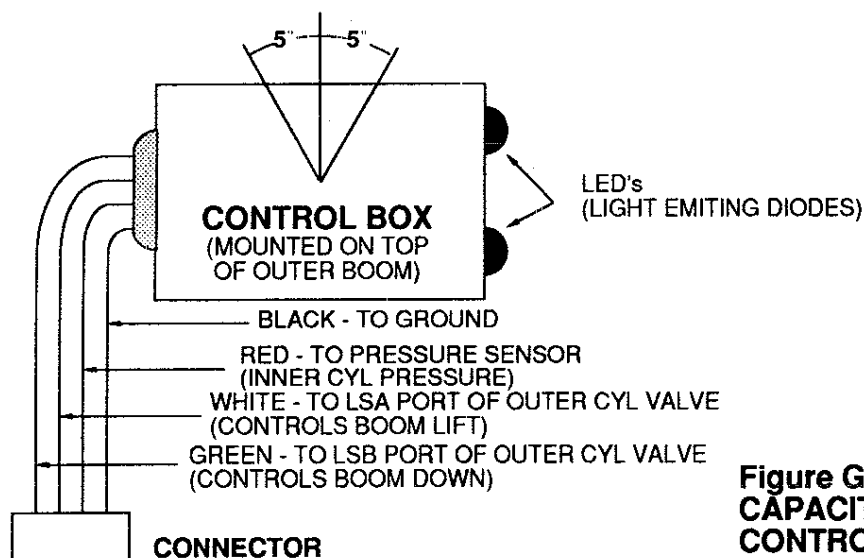 5" 5"
LED's
(LIGHT EMITING DIODES)
CONTROL BOX
(MOUNTED ON TOP
OF OUTER BOOM)
BLACK - TO GROUND
RED - TO PRESSURE SENSOR
(INNER CYL PRESSURE)
WHITE - TO LSA PORT OF OUTER CYL VALVE
(CONTROLS BOOM LIFT)
GREEN - TO LSB PORT OF OUTER CYL VALVE
(CONTROLS BOOM DOWN)
CONNECTOR
Figure G
CAPACIT
CONTRO